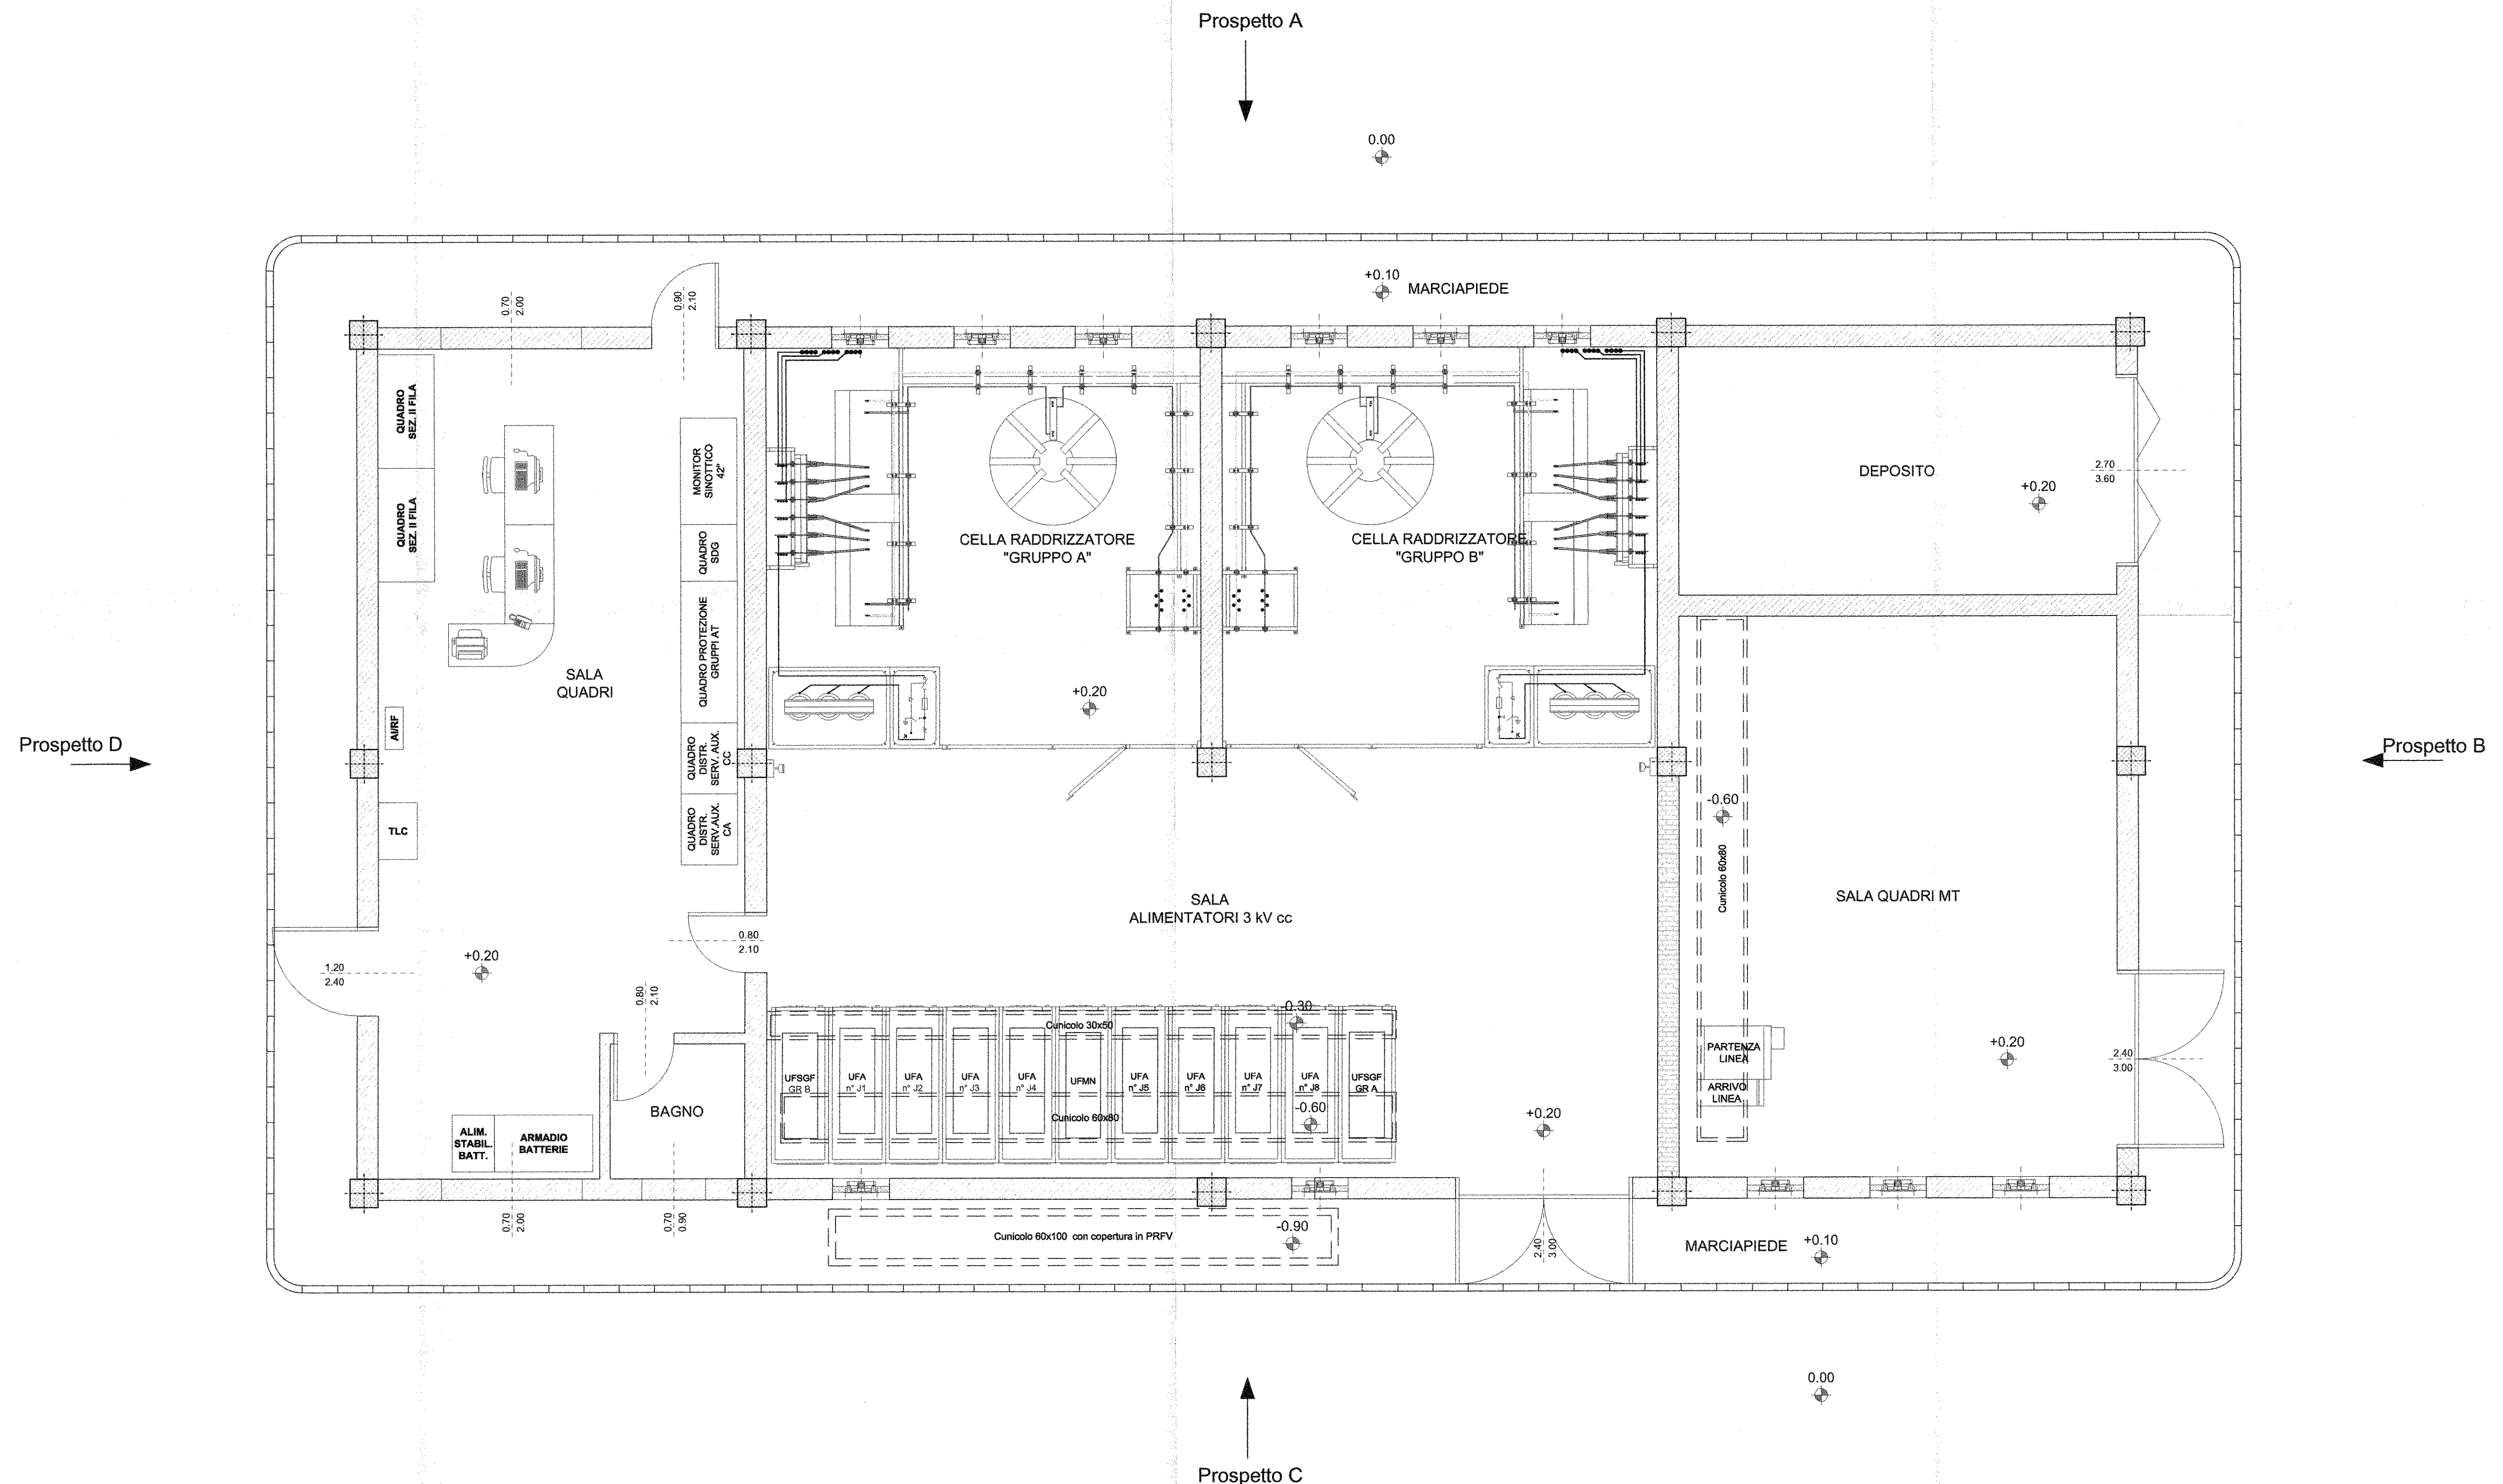 Prospetto A
0.00
+0.10
MARCIAPIEDE
0.70
2.00
0.90
2.10
QUADRO
SEZ. II FILA
QUADRO
SEZ. II FILA
MONITOR
SINOTTICO
42"
QUADRO
SDG
QUADRO PROTEZIONE
GRUPPI AT
QUADRO
DISTR.
SERV. AUX.
CC
QUADRO
DISTR.
SERV.AUX.
CA
SALA
QUADRI
AI/RF
TLC
CELLA RADDRIZZATORE
"GRUPPO A"
CELLA RADDRIZZATORE
"GRUPPO B"
+0.20
DEPOSITO
+0.20
2.70
3.60
Prospetto D
Prospetto B
-0.60
Cunicolo 60x80
SALA QUADRI MT
SALA
ALIMENTATORI 3 kV cc
0.80
2.10
+0.20
1.20
2.40
0.80
2.10
-0.30
Cunicolo 30x50
UFSGF
GR B
UFA
n° J1
UFA
n° J2
UFA
n° J3
UFA
n° J4
UFMN
UFA
n° J5
UFA
n° J6
UFA
n° J7
UFA
n° J8
UFSGF
GR A
-0.60
Cunicolo 60x80
+0.20
PARTENZA
LINEA
ARRIVO
LINEA
+0.20
2.40
3.00
BAGNO
ALIM.
STABIL.
BATT.
ARMADIO
BATTERIE
0.70
2.00
0.70
0.90
Cunicolo 60x100 con copertura in PRFV
-0.90
2.40
3.00
MARCIAPIEDE
+0.10
0.00
Prospetto C